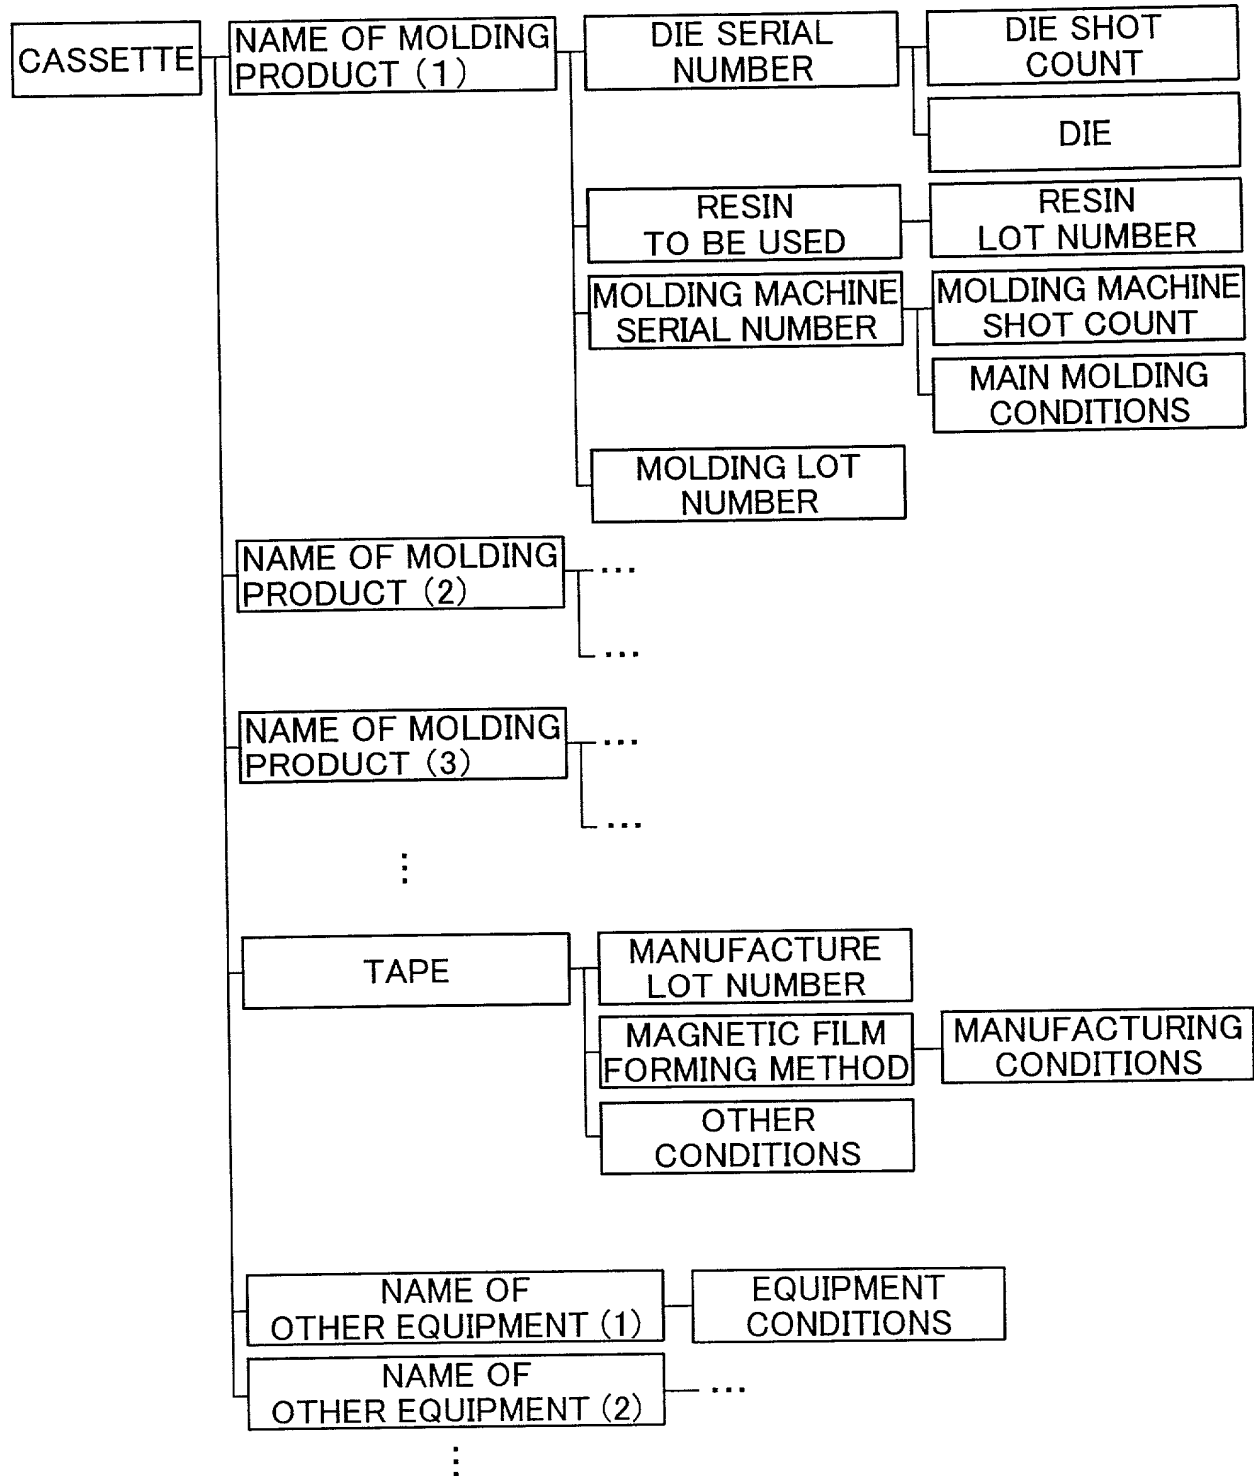 CASSETTE
NAME OF MOLDING
PRODUCT (1)
DIE SERIAL
NUMBER
DIE SHOT
COUNT
DIE
RESIN
TO BE USED
RESIN
LOT NUMBER
MOLDING MACHINE
SERIAL NUMBER
MOLDING MACHINE
SHOT COUNT
MAIN MOLDING
CONDITIONS
MOLDING LOT
NUMBER
NAME OF MOLDING
PRODUCT (2)
...
...
NAME OF MOLDING
PRODUCT (3)
...
...
⋮
TAPE
MANUFACTURE
LOT NUMBER
MAGNETIC FILM
FORMING METHOD
MANUFACTURING
CONDITIONS
OTHER
CONDITIONS
NAME OF
OTHER EQUIPMENT (1)
EQUIPMENT
CONDITIONS
NAME OF
OTHER EQUIPMENT (2)
...
⋮